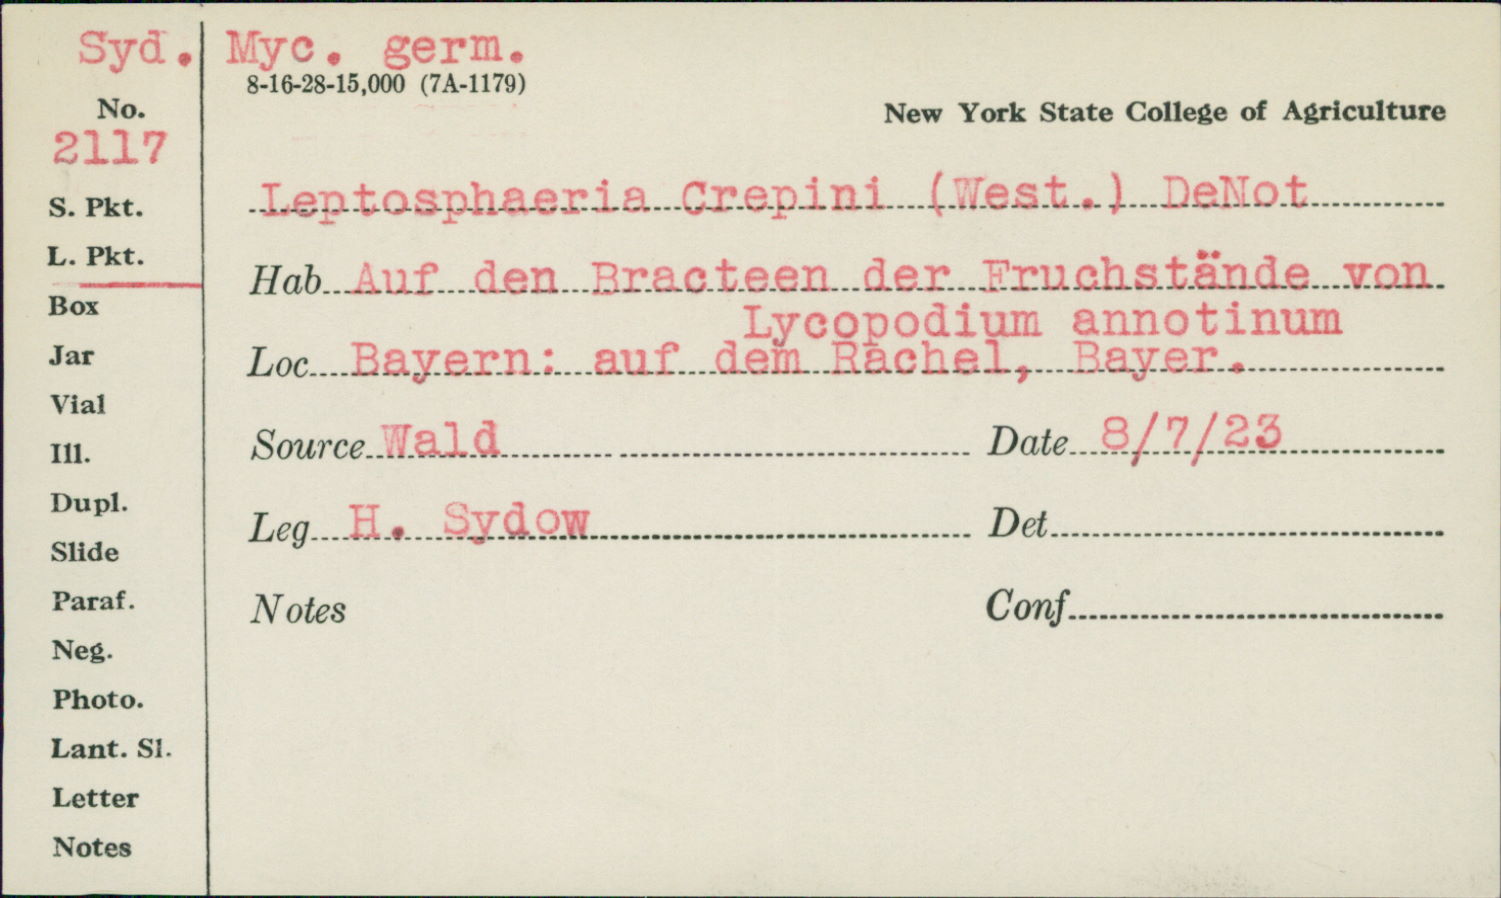 Syd. Myc. germ.
8-16-28-15,000 (7A-1179)
No.
New York State College of Agriculture
2117
S. Pkt.
Leptosphaeria Crepini (West.) DeNot
L. Pkt.
Hab Auf den Bracteen der Fruchstände von
Lycopodium annotinum
Box
Jar
Loc Bayern: auf dem Rachel, Bayer.
Vial
Source Wald Date 8/7/23
Ill.
Dupl.
Leg H. Sydow Det
Slide
Paraf.
Notes Conf
Neg.
Photo.
Lant. Sl.
Letter
Notes